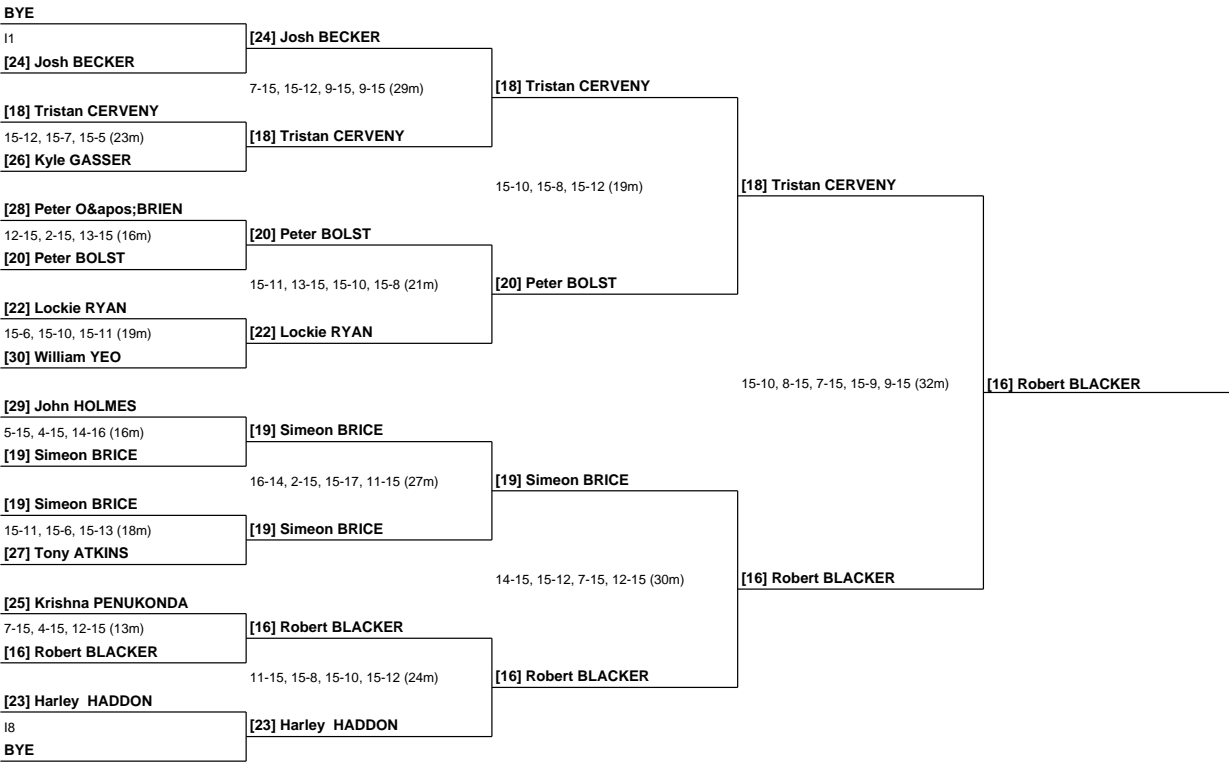 BYE
I1
[24] Josh BECKER
[24] Josh BECKER
7-15, 15-12, 9-15, 9-15 (29m)
[18] Tristan CERVENY
15-12, 15-7, 15-5 (23m)
[26] Kyle GASSER
[18] Tristan CERVENY
[18] Tristan CERVENY
15-10, 15-8, 15-12 (19m)
[28] Peter O&apos;BRIEN
12-15, 2-15, 13-15 (16m)
[20] Peter BOLST
[20] Peter BOLST
15-11, 13-15, 15-10, 15-8 (21m)
[22] Lockie RYAN
15-6, 15-10, 15-11 (19m)
[30] William YEO
[22] Lockie RYAN
[20] Peter BOLST
[18] Tristan CERVENY
15-10, 8-15, 7-15, 15-9, 9-15 (32m)
[16] Robert BLACKER
[29] John HOLMES
5-15, 4-15, 14-16 (16m)
[19] Simeon BRICE
[19] Simeon BRICE
16-14, 2-15, 15-17, 11-15 (27m)
[19] Simeon BRICE
15-11, 15-6, 15-13 (18m)
[27] Tony ATKINS
[19] Simeon BRICE
[19] Simeon BRICE
14-15, 15-12, 7-15, 12-15 (30m)
[16] Robert BLACKER
[25] Krishna PENUKONDA
7-15, 4-15, 12-15 (13m)
[16] Robert BLACKER
[16] Robert BLACKER
11-15, 15-8, 15-10, 15-12 (24m)
[16] Robert BLACKER
[23] Harley  HADDON
I8
BYE
[23] Harley  HADDON